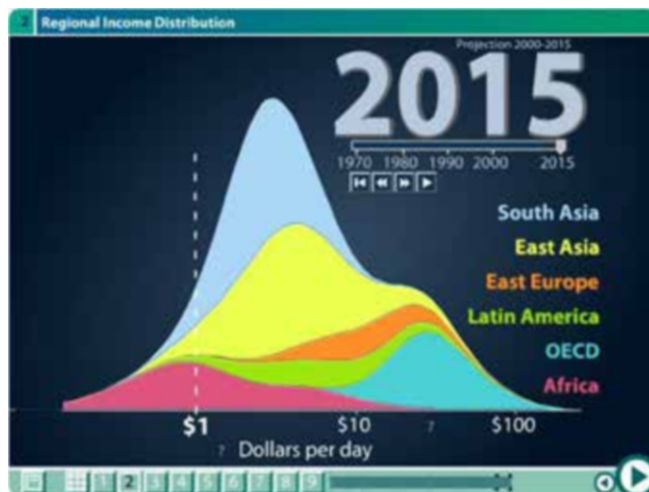 2 Regional Income Distribution
Projection 2000-2015
2015
1970 1980 1990 2000 2015
South Asia
East Asia
East Europe
Latin America
OECD
Africa
$1 $10 ? $100
? Dollars per day
1 2 3 4 5 6 7 8 9